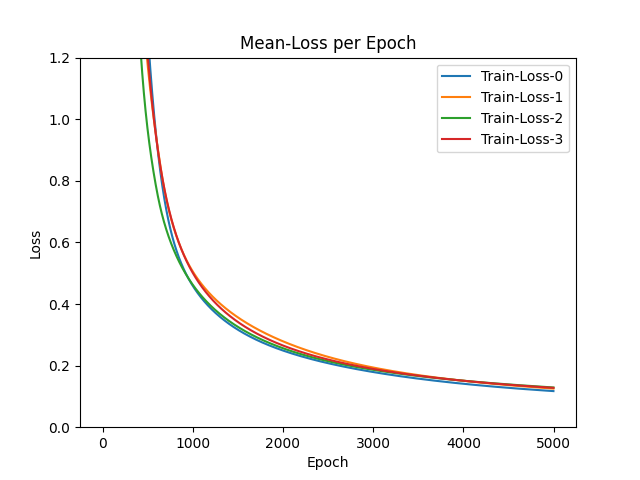 Mean-Loss per Epoch
Train-Loss-0
Train-Loss-1
Train-Loss-2
Train-Loss-3
Loss
1.2
1.0
0.8
0.6
0.4
0.2
0.0
0 1000 2000 3000 4000 5000
Epoch